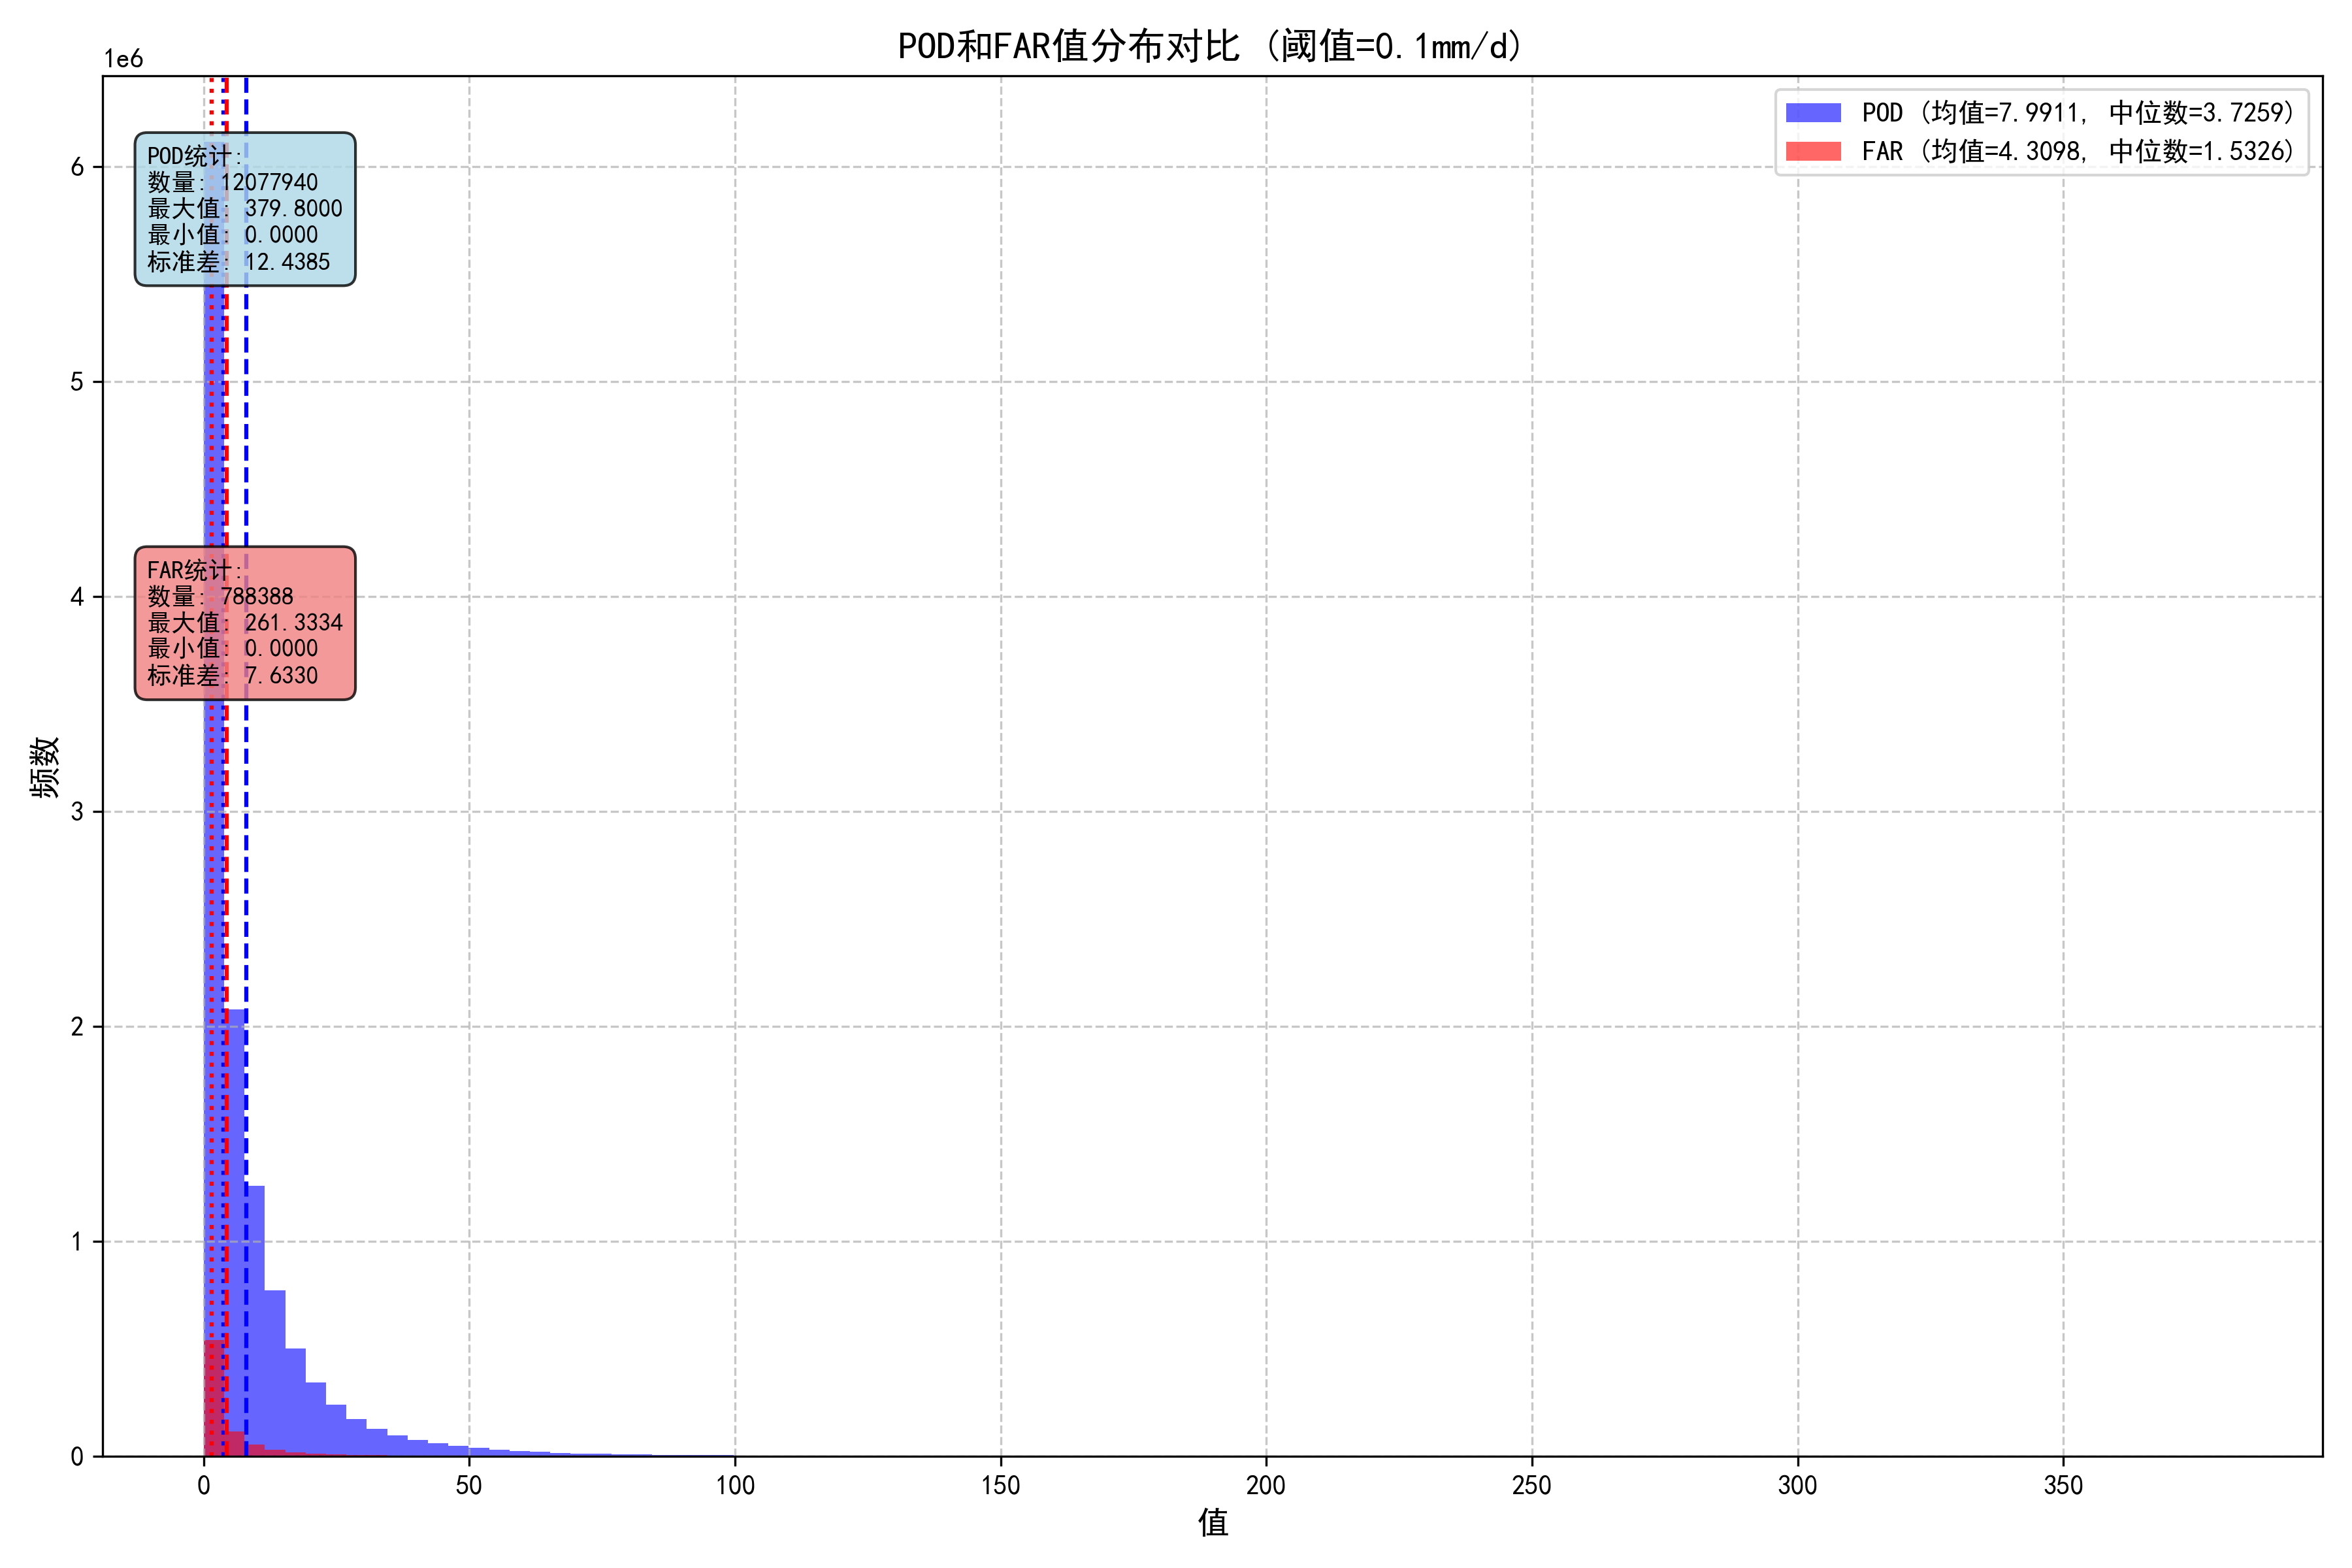 POD和FAR值分布对比 (阈值=0.1mm/d)
1e6
POD (均值=7.9911, 中位数=3.7259)
FAR (均值=4.3098, 中位数=1.5326)
POD统计:
数量: 12077940
最大值: 379.8000
最小值: 0.0000
标准差: 12.4385
FAR统计:
数量: 788388
最大值: 261.3334
最小值: 0.0000
标准差: 7.6330
频数
6
5
4
3
2
1
0
0 50 100 150 200 250 300 350
值